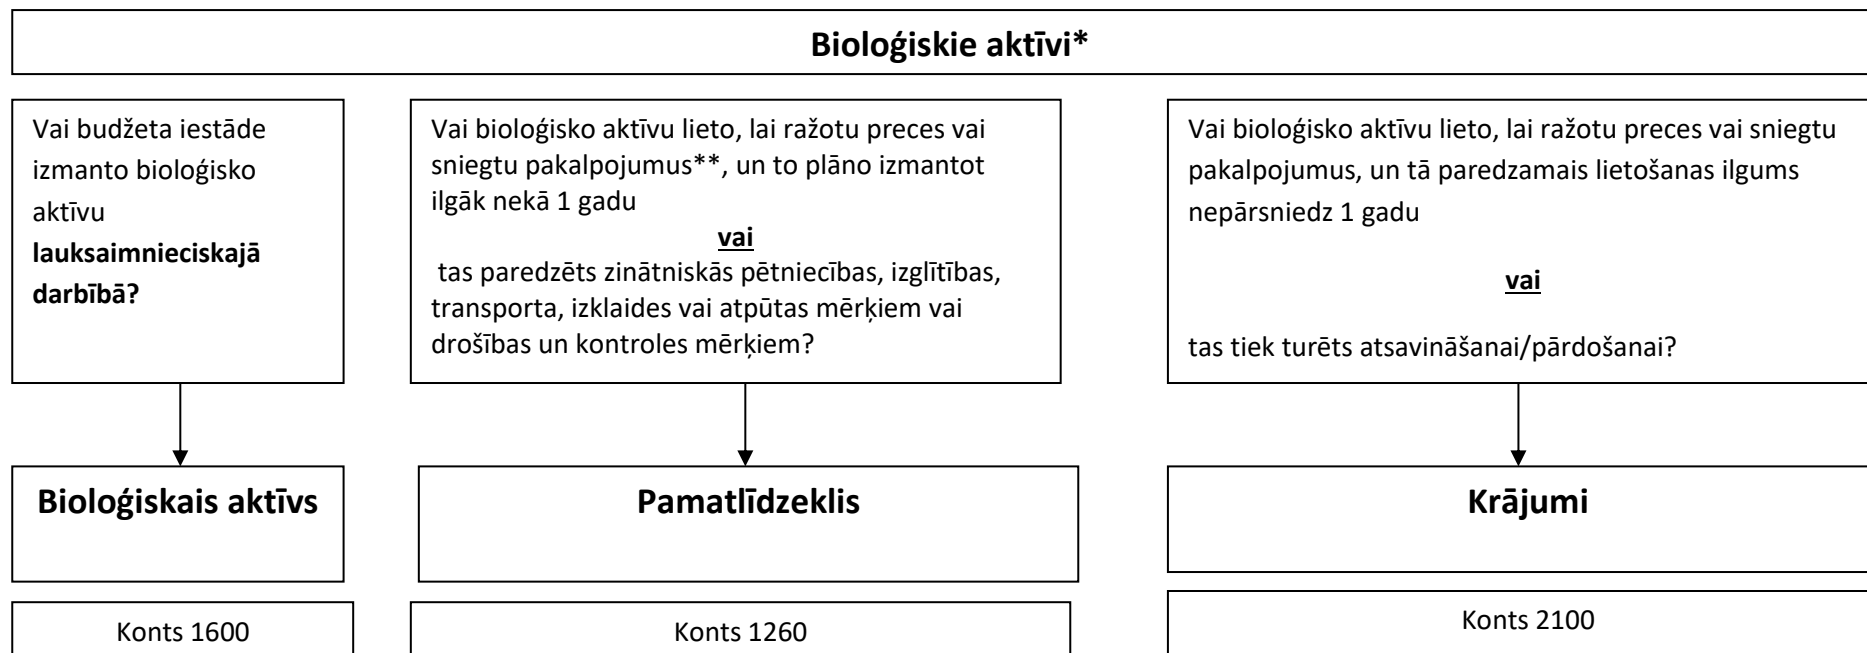 Bioloģiskie aktīvi*
Vai budžeta iestāde
izmanto bioloģisko
aktīvu
lauksaimnieciskajā
darbībā?
Vai bioloģisko aktīvu lieto, lai ražotu preces vai
sniegtu pakalpojumus**, un to plāno izmantot
ilgāk nekā 1 gadu
vai
tas paredzēts zinātniskās pētniecības, izglītības,
transporta, izklaides vai atpūtas mērķiem vai
drošības un kontroles mērķiem?
Vai bioloģisko aktīvu lieto, lai ražotu preces vai sniegtu
pakalpojumus, un tā paredzamais lietošanas ilgums
nepārsniedz 1 gadu
vai
tas tiek turēts atsavināšanai/pārdošanai?
Bioloģiskais aktīvs
Pamatlīdzeklis
Krājumi
Konts 1600
Konts 1260
Konts 2100